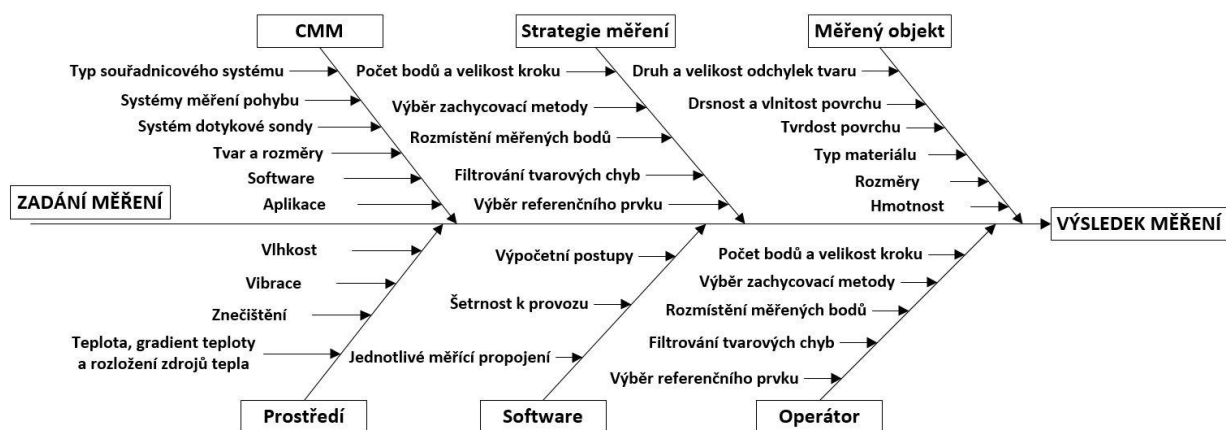 CMM
Typ souřadnicového systému
Systémy měření pohybu
Systém dotykové sondy
Tvar a rozměry
Software
Aplikace
Strategie měření
Počet bodů a velikost kroku
Výběr zachycovací metody
Rozmístění měřených bodů
Filtrování tvarových chyb
Výběr referenčního prvku
Měřený objekt
Druh a velikost odchylek tvaru
Drsnost a vlnitost povrchu
Tvrdost povrchu
Typ materiálu
Rozměry
Hmotnost
ZADÁNÍ MĚŘENÍ
VÝSLEDEK MĚŘENÍ
Vlhkost
Vibrace
Znečištění
Teplota, gradient teploty
a rozložení zdrojů tepla
Prostředí
Výpočetní postupy
Šetrnost k provozu
Jednotlivé měřící propojení
Software
Počet bodů a velikost kroku
Výběr zachycovací metody
Rozmístění měřených bodů
Filtrování tvarových chyb
Výběr referenčního prvku
Operátor